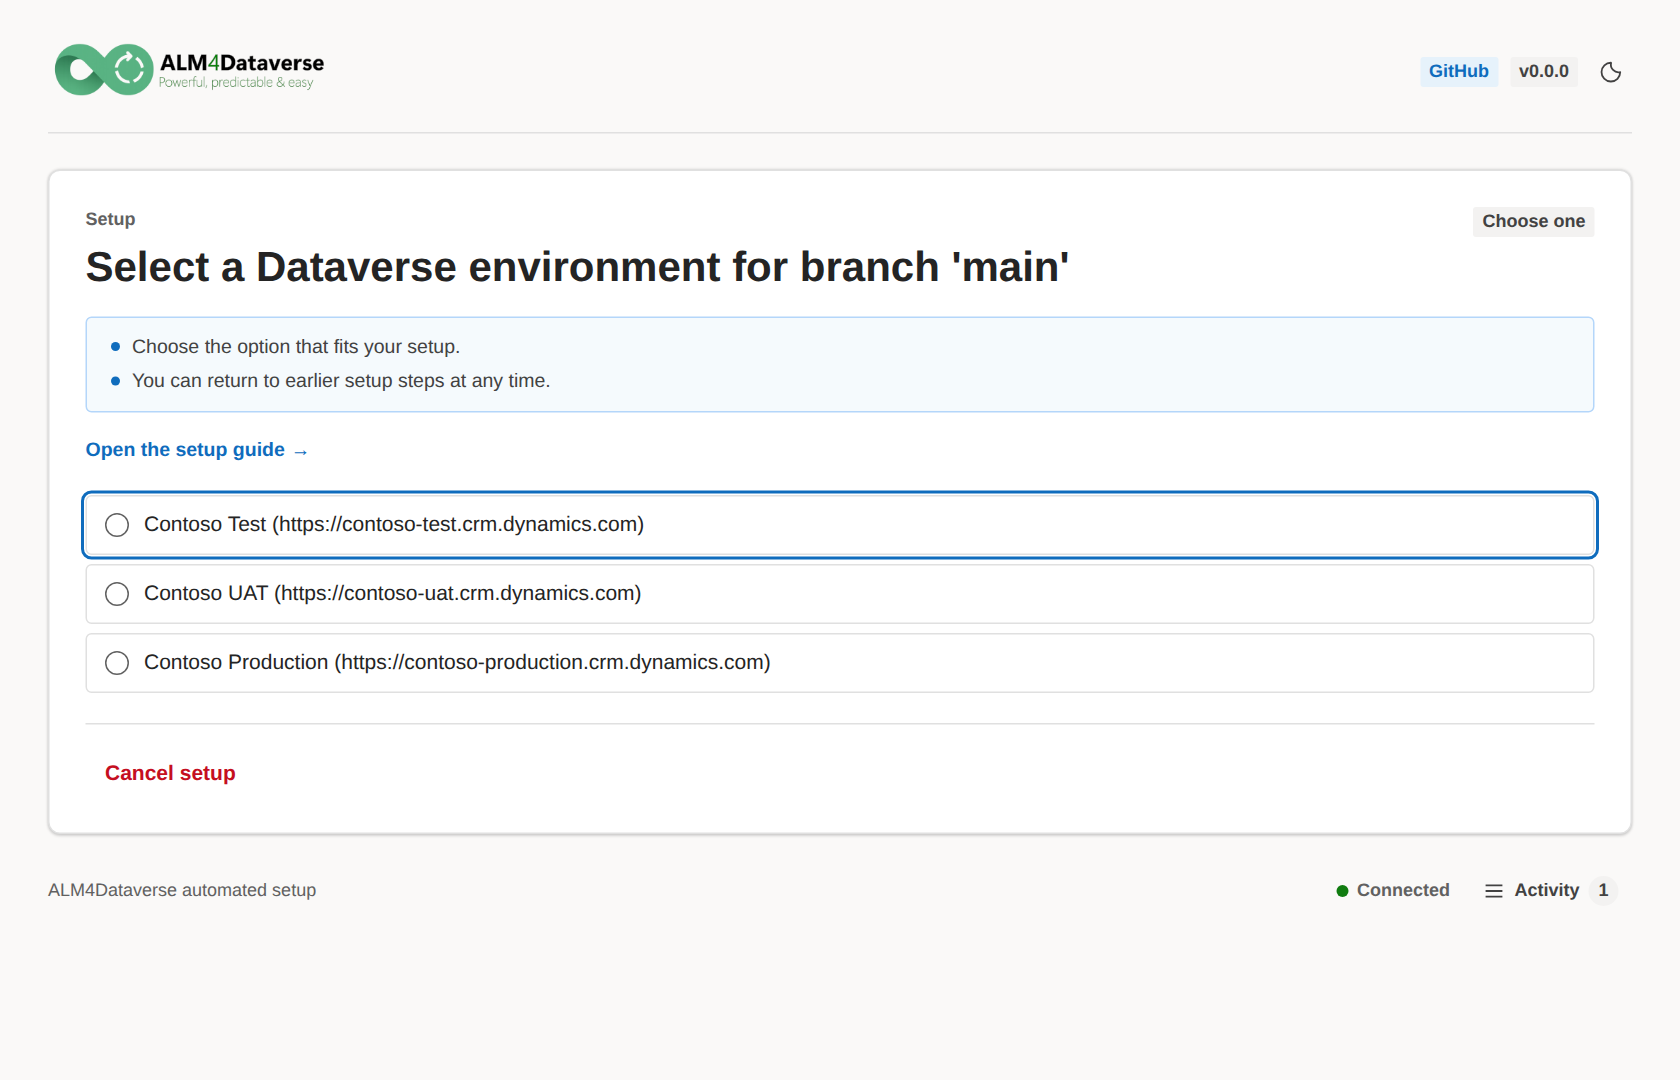 ALM4Dataverse
Powerful, predictable & easy
GitHub
v0.0.0
Setup
Choose one
Select a Dataverse environment for branch 'main'
Choose the option that fits your setup.
You can return to earlier setup steps at any time.
Open the setup guide →
Contoso Test (https://contoso-test.crm.dynamics.com)
Contoso UAT (https://contoso-uat.crm.dynamics.com)
Contoso Production (https://contoso-production.crm.dynamics.com)
Cancel setup
ALM4Dataverse automated setup
Connected
Activity 1